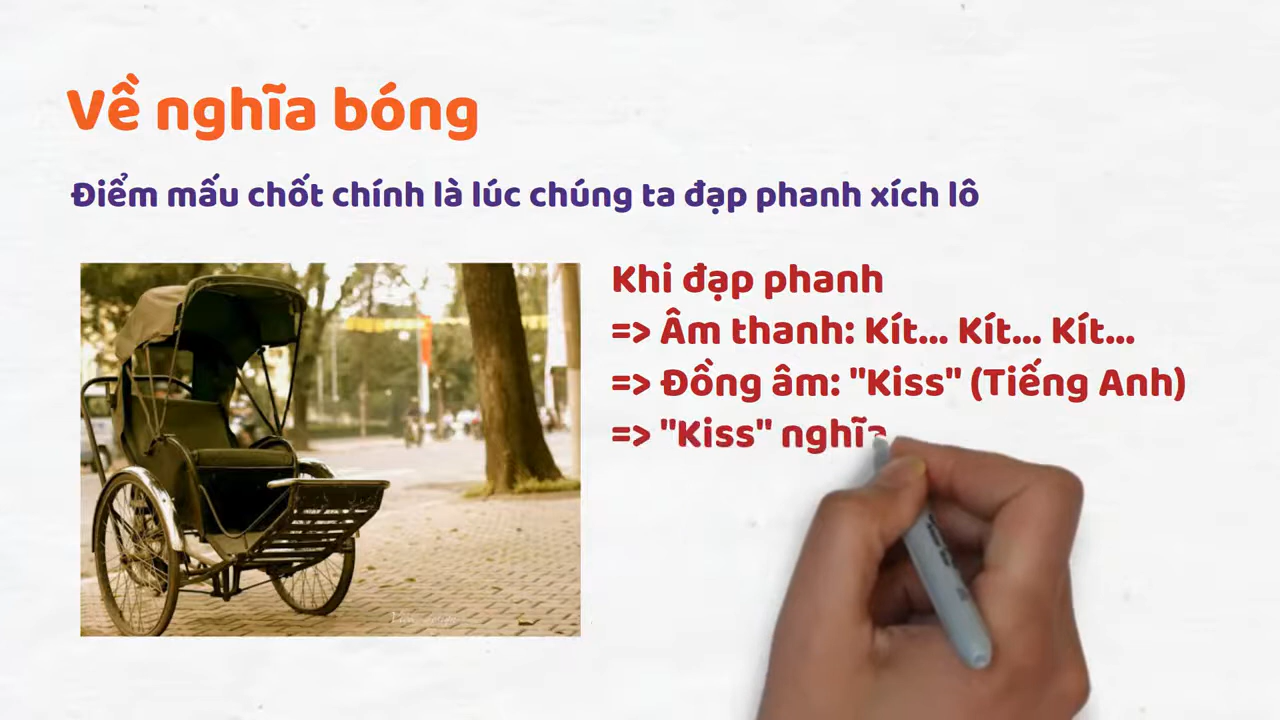 Về nghĩa bóng
Điểm mấu chốt chính là lúc chúng ta đạp phanh xích lô
Khi đạp phanh
=> Âm thanh: Kít... Kít... Kít...
=> Đồng âm: "Kiss" (Tiếng Anh)
=> "Kiss" nghĩa